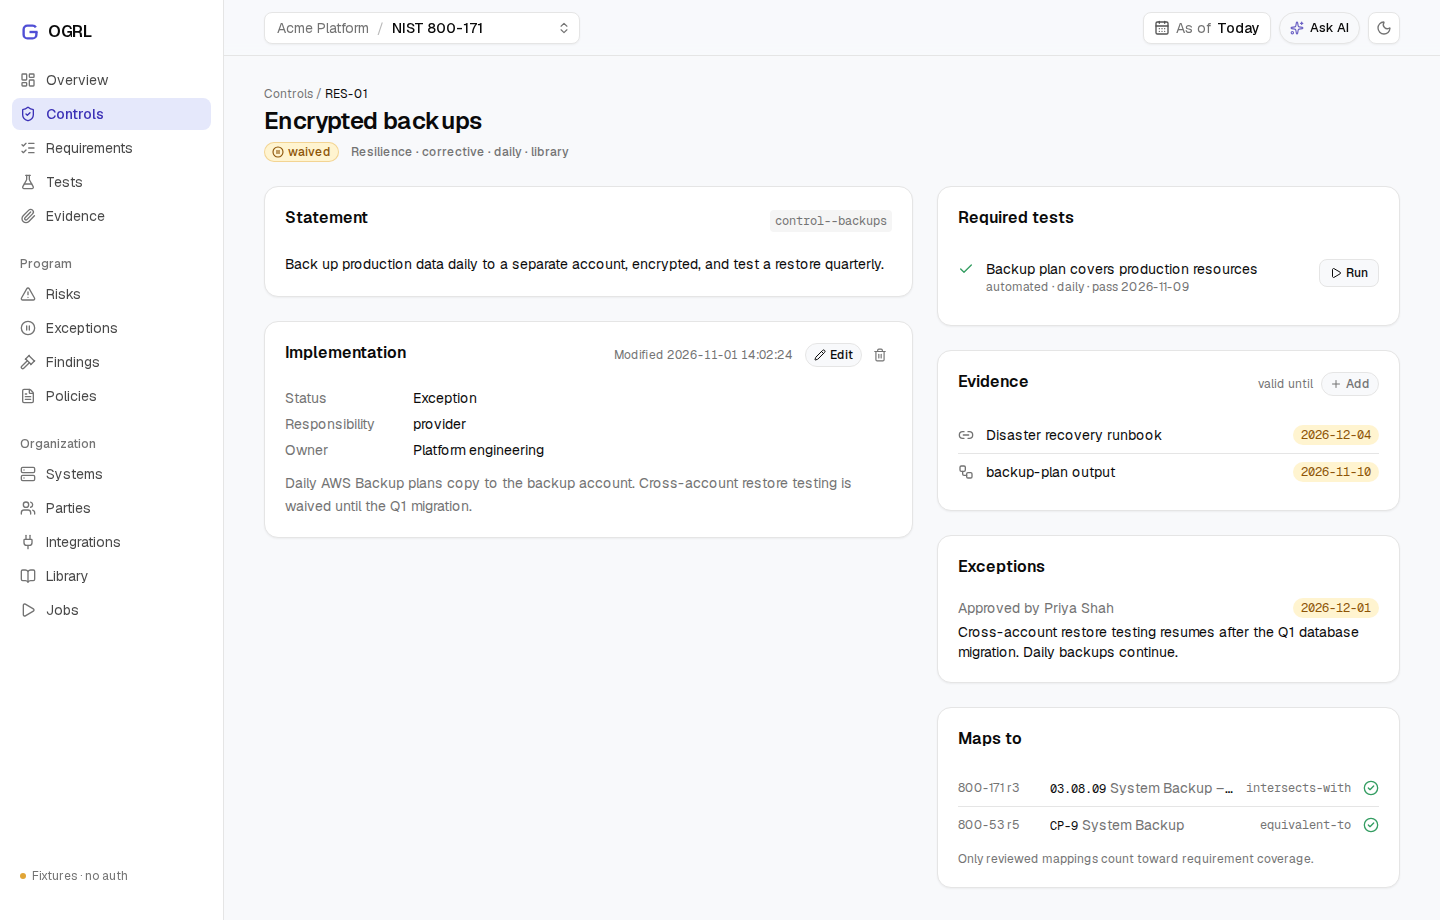 OGRL
Overview
Controls
Requirements
Tests
Evidence
Program
Risks
Exceptions
Findings
Policies
Organization
Systems
Parties
Integrations
Library
Jobs
Fixtures · no auth
Acme Platform / NIST 800-171
As of Today
Ask AI
Controls / RES-01
Encrypted backups
waived
Resilience · corrective · daily · library
Statement
control--backups
Back up production data daily to a separate account, encrypted, and test a restore quarterly.
Implementation
Modified 2026-11-01 14:02:24
Edit
Status Exception
Responsibility provider
Owner Platform engineering
Daily AWS Backup plans copy to the backup account. Cross-account restore testing is
waived until the Q1 migration.
Required tests
Backup plan covers production resources
automated · daily · pass 2026-11-09
Run
Evidence
valid until
Add
Disaster recovery runbook 2026-12-04
backup-plan output 2026-11-10
Exceptions
Approved by Priya Shah 2026-12-01
Cross-account restore testing resumes after the Q1 database
migration. Daily backups continue.
Maps to
800-171 r3 03.08.09 System Backup –… intersects-with
800-53 r5 CP-9 System Backup equivalent-to
Only reviewed mappings count toward requirement coverage.